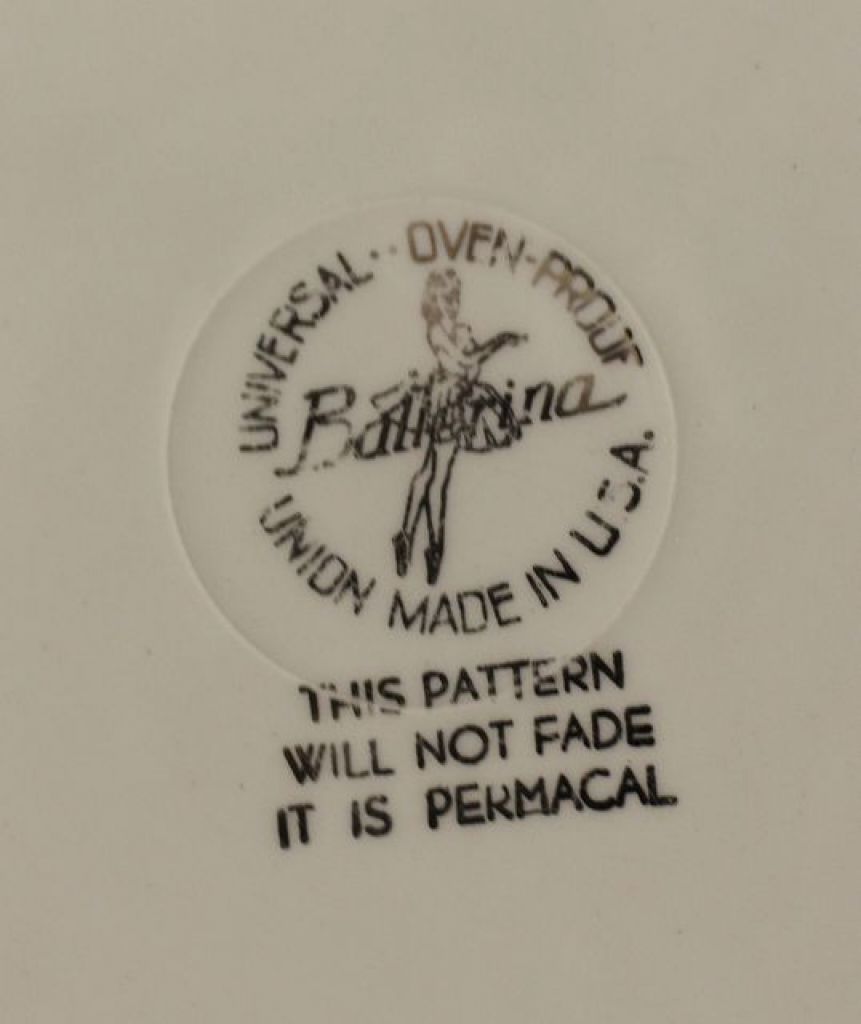 UNIVERSAL·· OVEN-PROOF
Ballerina
UNION MADE IN U.S.A.
THIS PATTERN
WILL NOT FADE
IT IS PERMACAL